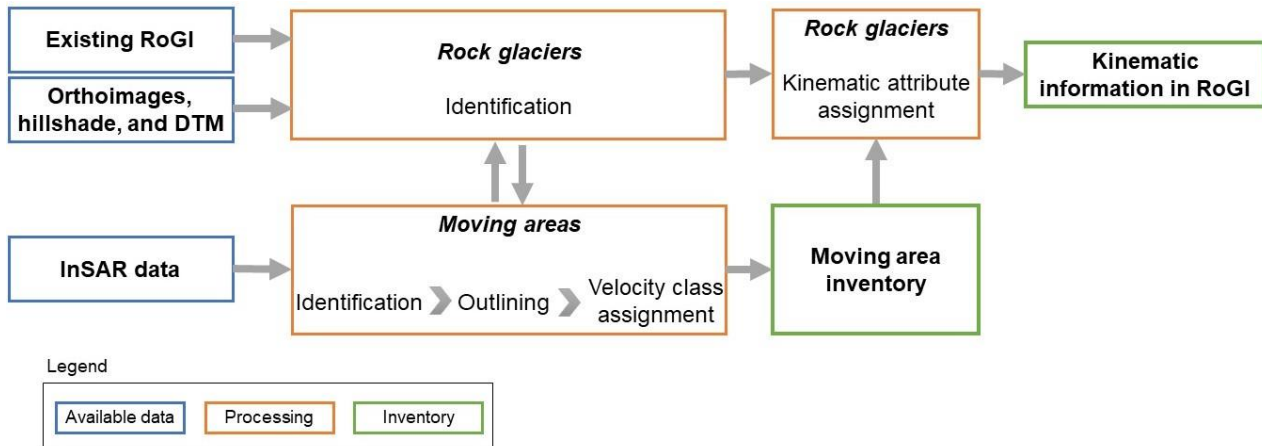 Existing RoGI
Orthoimages,
hillshade, and DTM
Rock glaciers
Identification
Rock glaciers
Kinematic attribute
assignment
Kinematic
information in RoGI
InSAR data
Moving areas
Identification
Outlining
Velocity class
assignment
Moving area
inventory
Legend
Available data
Processing
Inventory